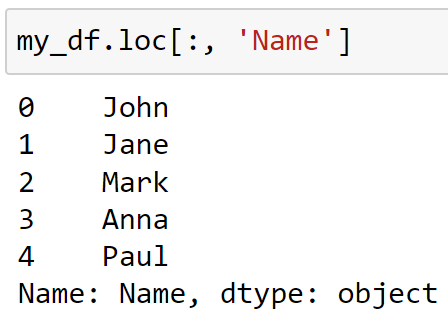 my_df.loc[:, 'Name']
0    John
1    Jane
2    Mark
3    Anna
4    Paul
Name: Name, dtype: object